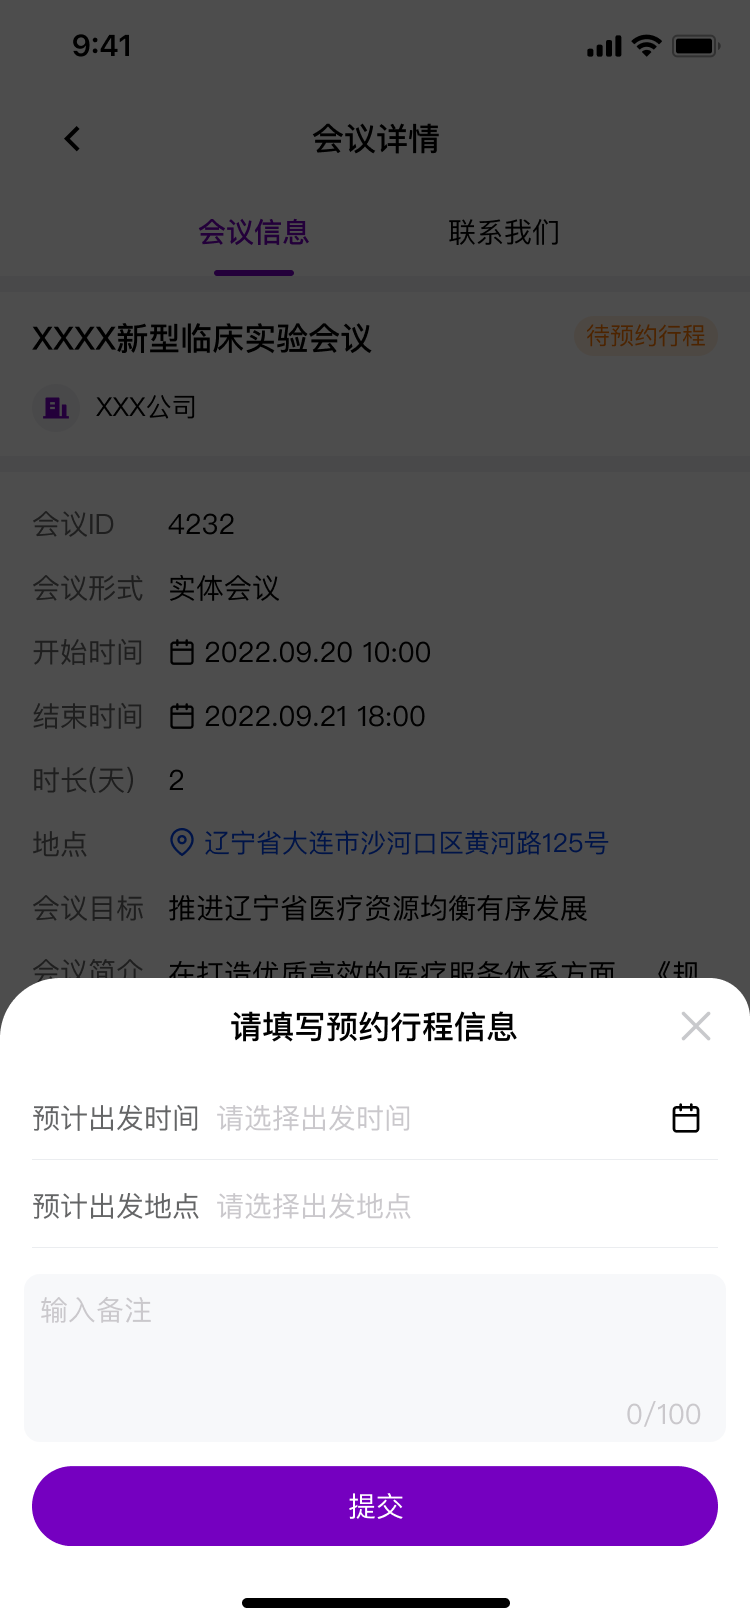 9:41
会议详情
会议信息
联系我们
XXXX新型临床实验会议
待预约行程
XXX公司
会议ID 4232
会议形式 实体会议
开始时间 2022.09.20 10:00
结束时间 2022.09.21 18:00
时长(天) 2
地点 辽宁省大连市沙河口区黄河路125号
会议目标 推进辽宁省医疗资源均衡有序发展
会议简介 在打造优质高效的医疗服务体系方面，《规
请填写预约行程信息
预计出发时间 请选择出发时间
预计出发地点 请选择出发地点
输入备注
0/100
提交